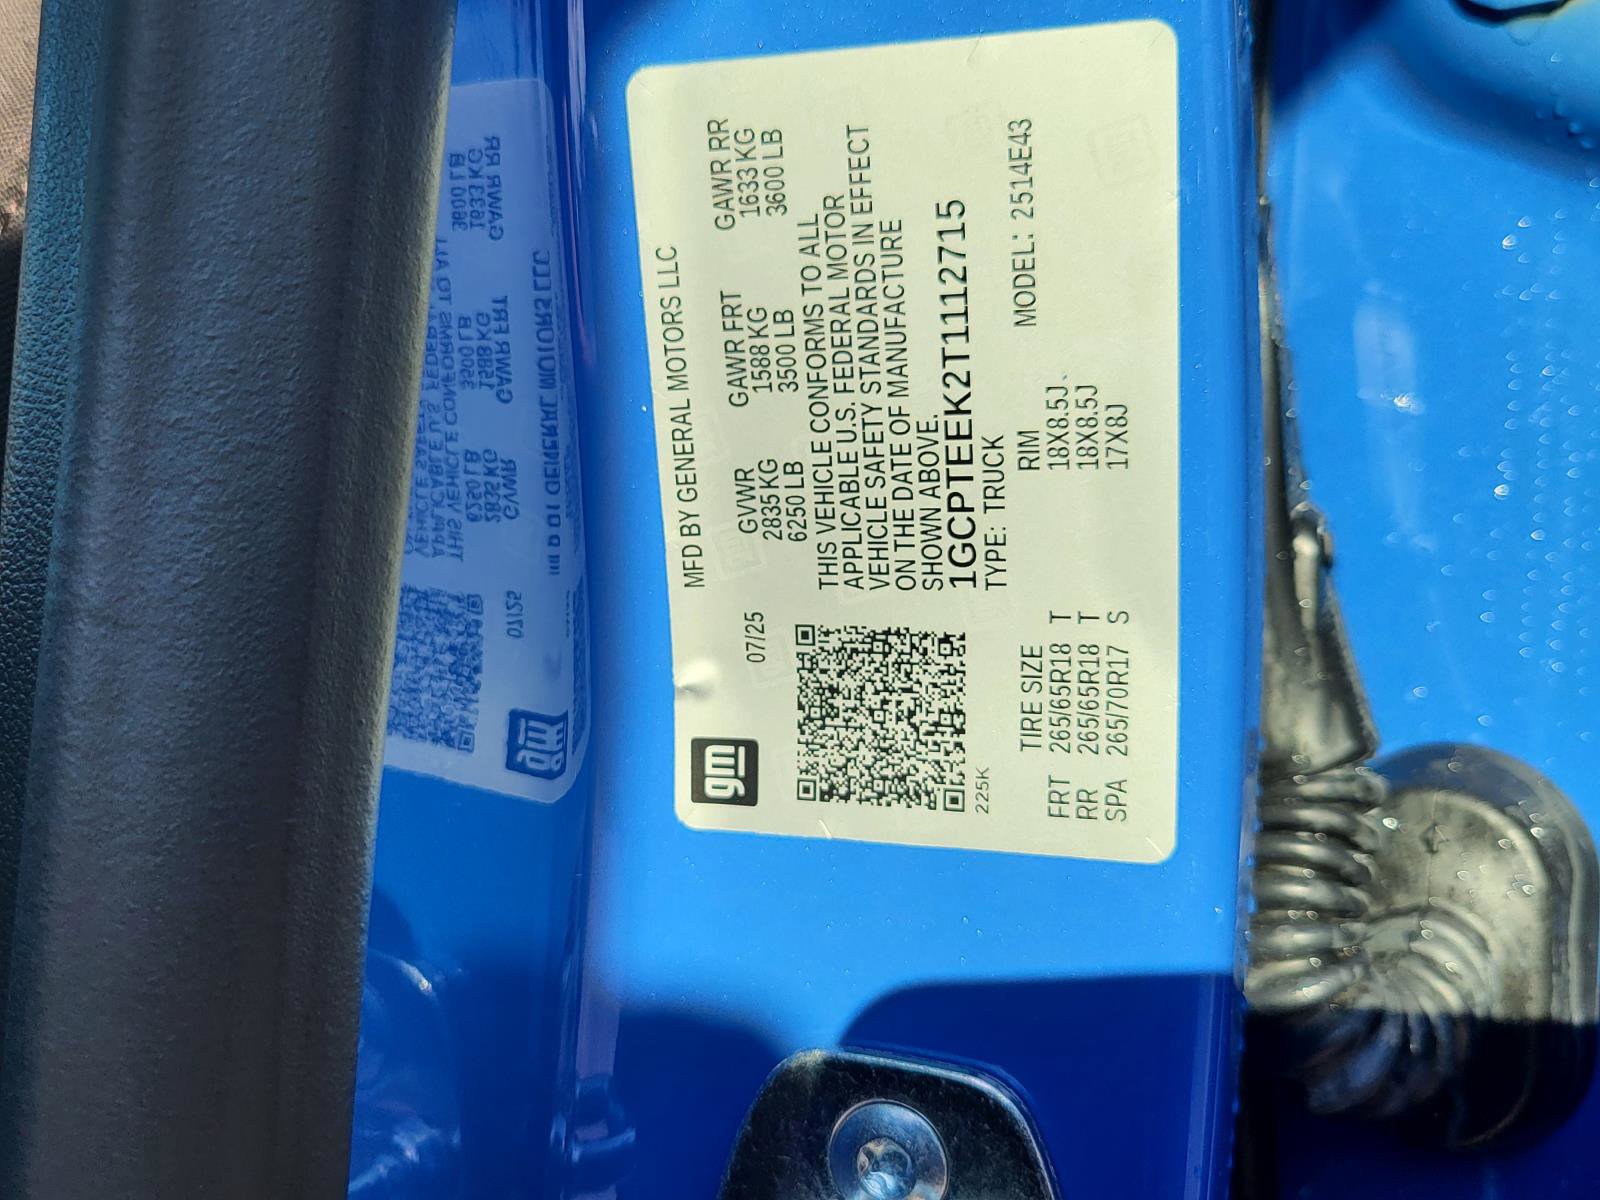 gm
MFD BY GENERAL MOTORS LLC
07/25
GVWR GAWR FRT GAWR RR
2835 KG 1588 KG 1633 KG
6250 LB 3500 LB 3600 LB
THIS VEHICLE CONFORMS TO ALL
APPLICABLE U.S. FEDERAL MOTOR
VEHICLE SAFETY STANDARDS IN EFFECT
ON THE DATE OF MANUFACTURE
SHOWN ABOVE.
1GCPTEEK2T1112715
TYPE: TRUCK
225K
MODEL: 2514E43
TIRE SIZE RIM
FRT 265/65R18 T 18X8.5J
RR 265/65R18 T 18X8.5J
SPA 265/70R17 S 17X8J